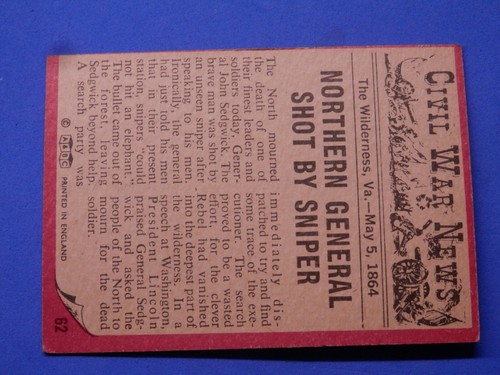 CIVIL WAR NEWS
The Wilderness, Va.—May 5, 1864
NORTHERN GENERAL
SHOT BY SNIPER
The North mourned
the death of one of
their finest leaders and
soldiers today. Gener-
al John Sedgwick. The
brave man was shot by
an unseen sniper after
speaking to his men.
Ironically, the general
had just told his men
that in their present
station, snipers "could
not hit an elephant."
The bullet came out of
the forest, leaving
Sedgwick beyond help.
A search party was
immediately dis-
patched to try and find
some trace of the exe-
cutioner. The search
proved to be a wasted
effort, for the clever
Rebel had vanished
into the deepest part of
the wilderness. In a
speech at Washington,
President Lincoln
praised General Sedg-
wick and asked the
people of the North to
mourn for the dead
soldier.
© A&BC PRINTED IN ENGLAND
62